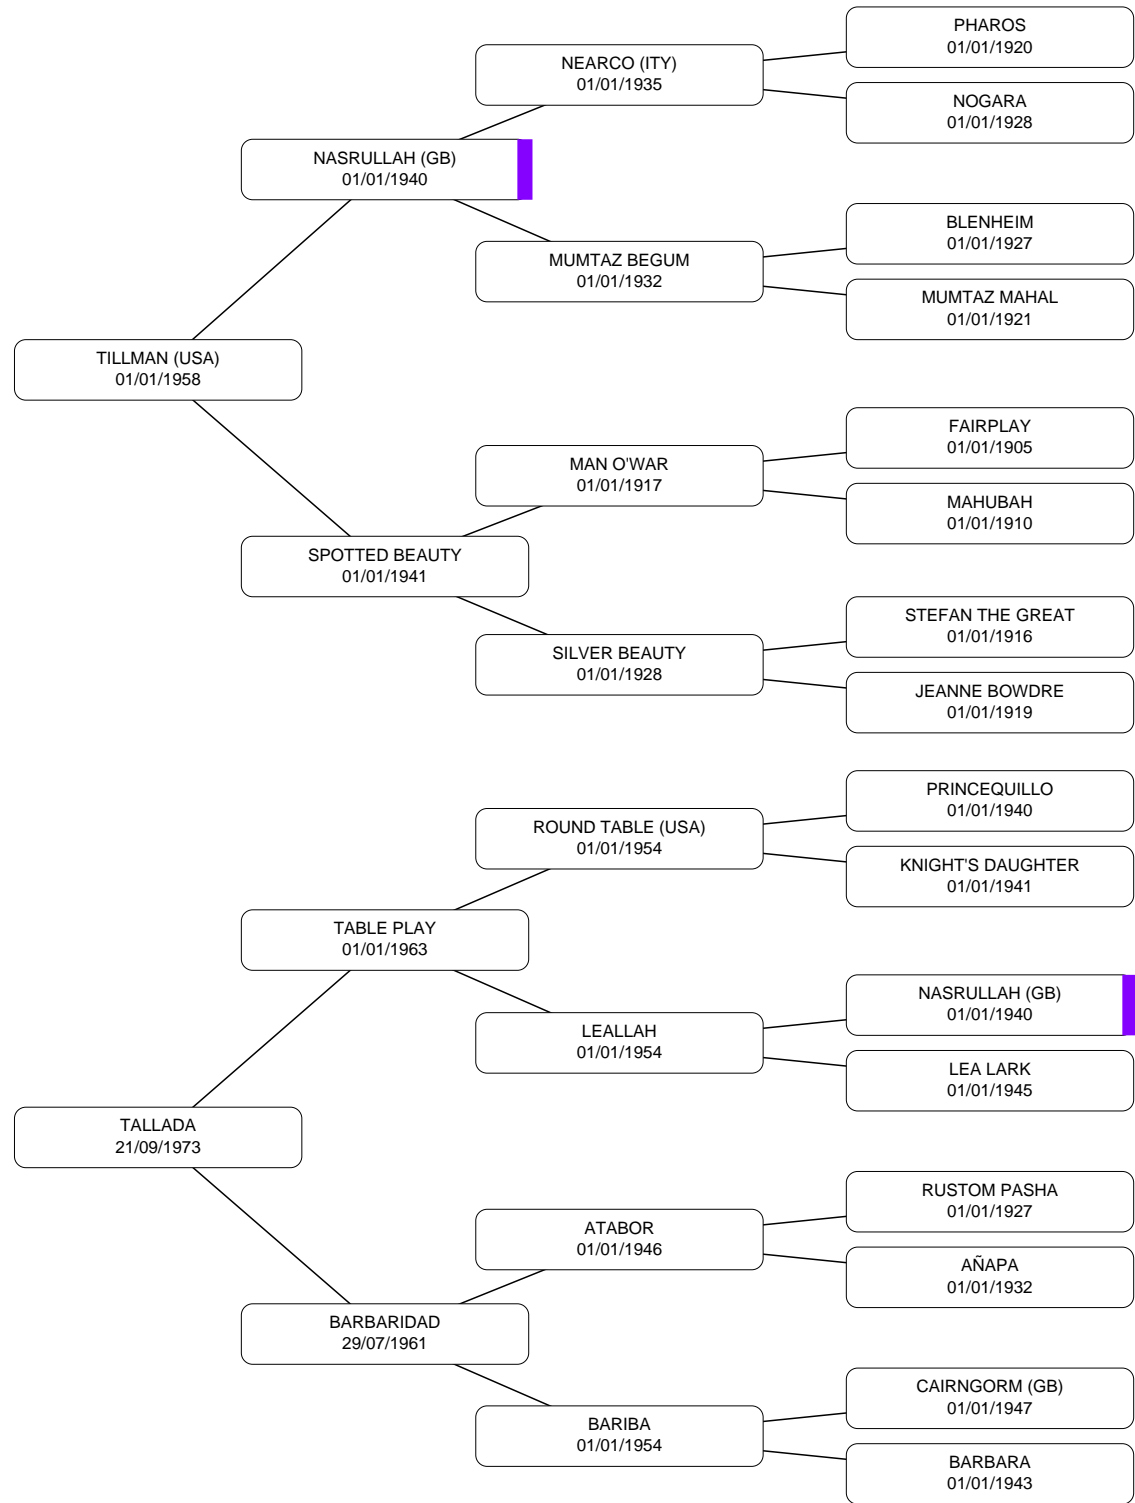 PHAROS
01/01/1920
NEARCO (ITY)
01/01/1935
NOGARA
01/01/1928
NASRULLAH (GB)
01/01/1940
BLENHEIM
01/01/1927
MUMTAZ BEGUM
01/01/1932
MUMTAZ MAHAL
01/01/1921
TILLMAN (USA)
01/01/1958
FAIRPLAY
01/01/1905
MAN O'WAR
01/01/1917
MAHUBAH
01/01/1910
SPOTTED BEAUTY
01/01/1941
STEFAN THE GREAT
01/01/1916
SILVER BEAUTY
01/01/1928
JEANNE BOWDRE
01/01/1919
PRINCEQUILLO
01/01/1940
ROUND TABLE (USA)
01/01/1954
KNIGHT'S DAUGHTER
01/01/1941
TABLE PLAY
01/01/1963
NASRULLAH (GB)
01/01/1940
LEALLAH
01/01/1954
LEA LARK
01/01/1945
TALLADA
21/09/1973
RUSTOM PASHA
01/01/1927
ATABOR
01/01/1946
AÑAPA
01/01/1932
BARBARIDAD
29/07/1961
CAIRNGORM (GB)
01/01/1947
BARIBA
01/01/1954
BARBARA
01/01/1943